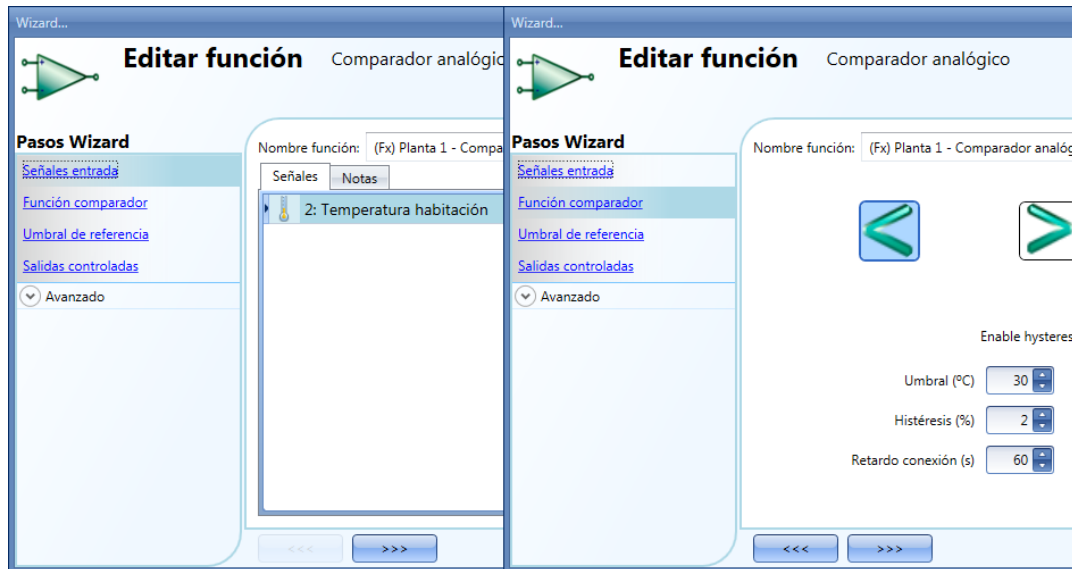 Wizard...
Editar función Comparador analógic
Pasos Wizard
Señales entrada
Función comparador
Umbral de referencia
Salidas controladas
Avanzado
Nombre función: (Fx) Planta 1 - Compa
Señales Notas
2: Temperatura habitación
<<< >>>
Wizard...
Editar función Comparador analógico
Pasos Wizard
Señales entrada
Función comparador
Umbral de referencia
Salidas controladas
Avanzado
Nombre función: (Fx) Planta 1 - Comparador analóg
< >
Enable hysteres
Umbral (ºC) 30
Histéresis (%) 2
Retardo conexión (s) 60
<<< >>>